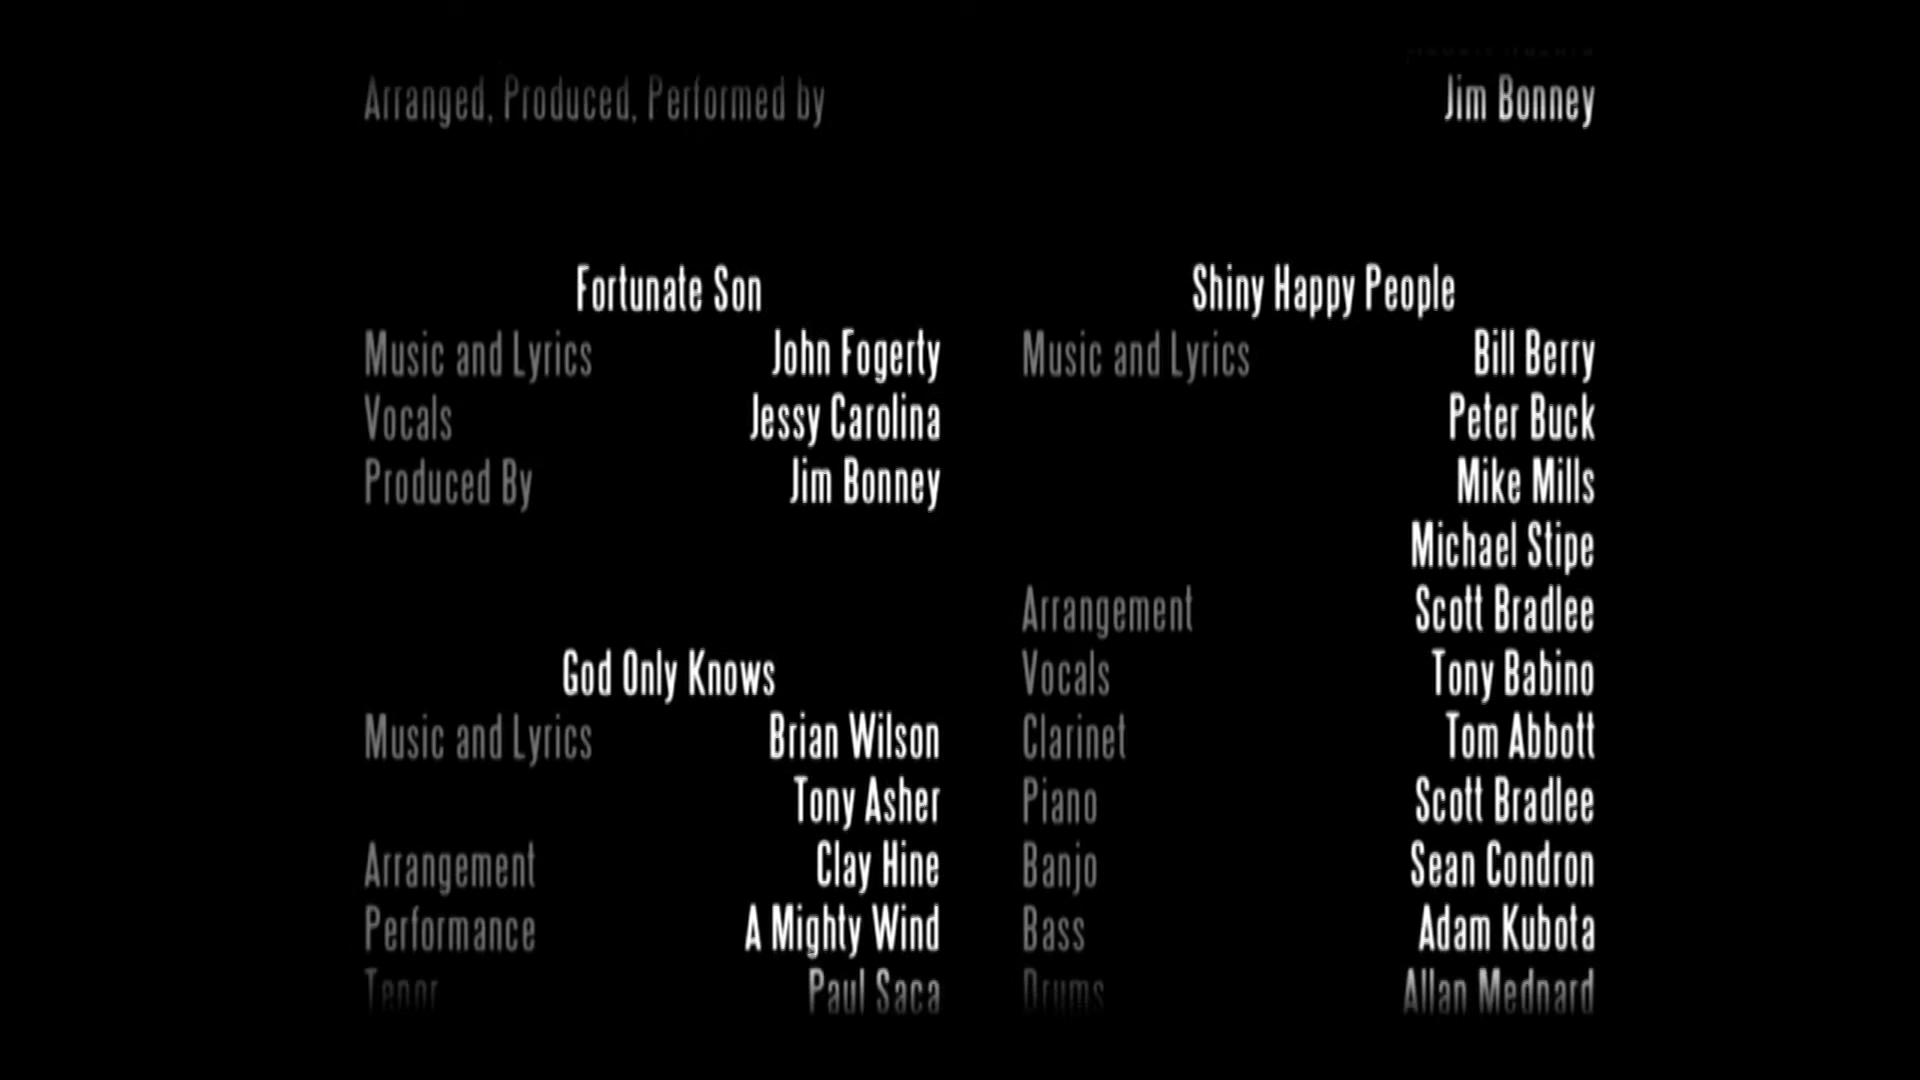 Arranged, Produced, Performed by Jim Bonney
Fortunate Son
Music and Lyrics John Fogerty
Vocals Jessy Carolina
Produced By Jim Bonney
God Only Knows
Music and Lyrics Brian Wilson
Tony Asher
Arrangement Clay Hine
Performance A Mighty Wind
Tenor Paul Saca
Shiny Happy People
Music and Lyrics Bill Berry
Peter Buck
Mike Mills
Michael Stipe
Arrangement Scott Bradlee
Vocals Tony Babino
Clarinet Tom Abbott
Piano Scott Bradlee
Banjo Sean Condron
Bass Adam Kubota
Drums Allan Mednard